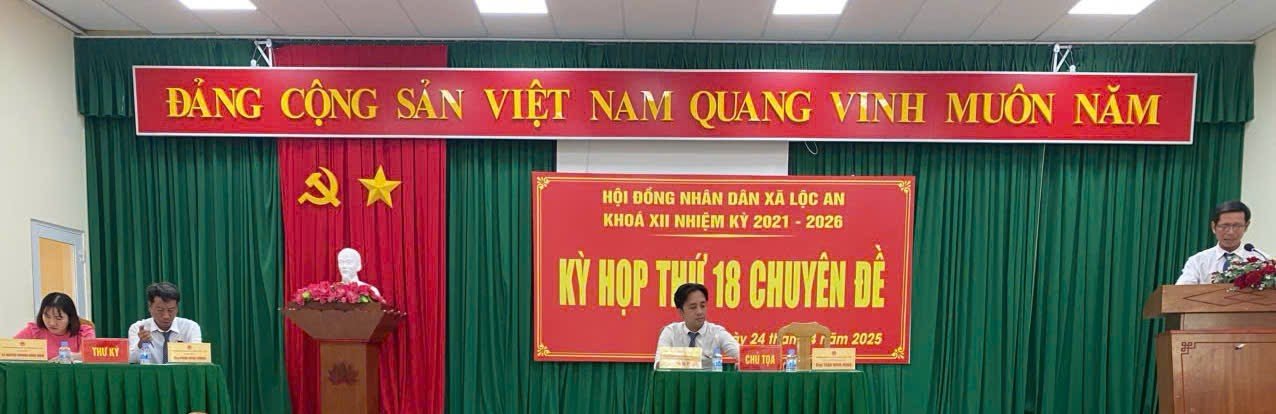 ĐẢNG CỘNG SẢN VIỆT NAM QUANG VINH MUÔN NĂM
HỘI ĐỒNG NHÂN DÂN XÃ LỘC AN
KHOÁ XII NHIỆM KỲ 2021 - 2026
KỲ HỌP THỨ 18 CHUYÊN ĐỀ
24 2025
THƯ KÝ
CHỦ TỌA